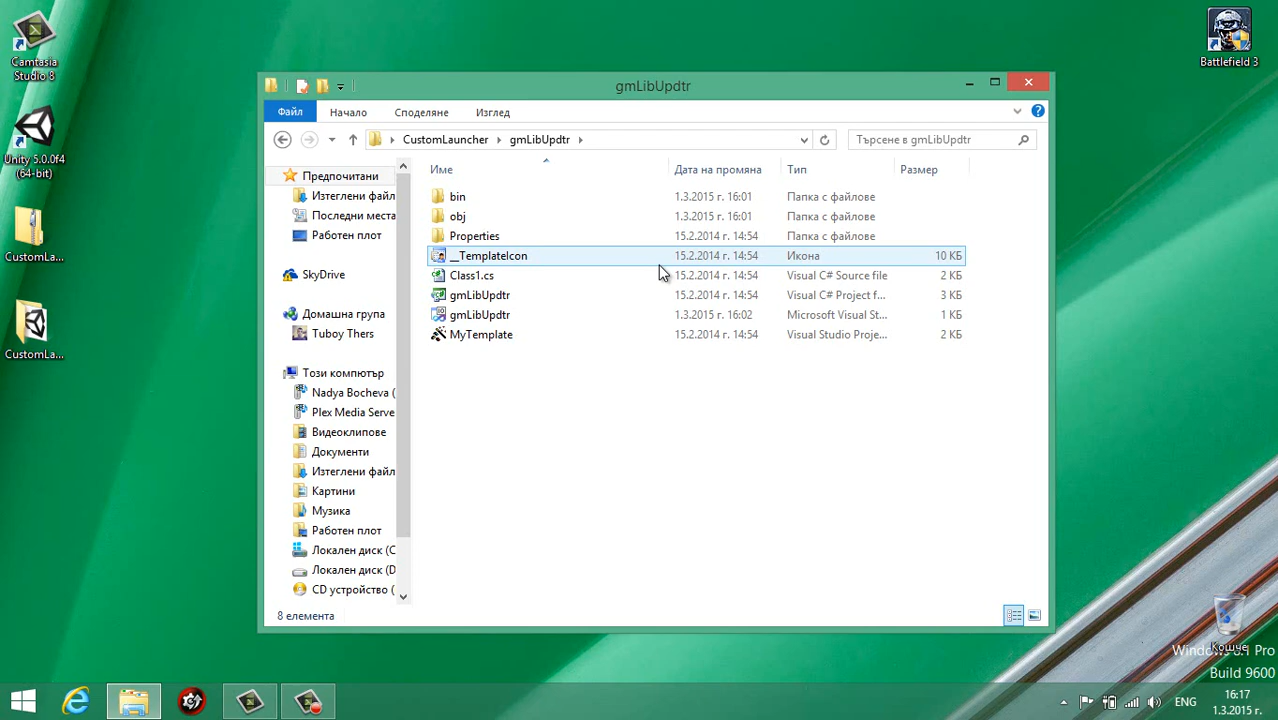 Camtasia
Studio 8
Unity 5.0.0f4
(64-bit)
CustomLa...
CustomLa...
Battlefield 3
gmLibUpdtr
Файл
Начало
Споделяне
Изглед
CustomLauncher
gmLibUpdtr
Търсене в gmLibUpdtr
Предпочитани
Изтеглени файл
Последни места
Работен плот
SkyDrive
Домашна група
Tuboy Thers
Този компютър
Nadya Bocheva (
Plex Media Serve
Видеоклипове
Документи
Изтеглени файл
Картини
Музика
Работен плот
Локален диск (C
Локален диск (D
CD устройство (
Име Дата на промяна Тип Размер
bin 1.3.2015 г. 16:01 Папка с файлове
obj 1.3.2015 г. 16:01 Папка с файлове
Properties 15.2.2014 г. 14:54 Папка с файлове
__TemplateIcon 15.2.2014 г. 14:54 Икона 10 КБ
Class1.cs 15.2.2014 г. 14:54 Visual C# Source file 2 КБ
gmLibUpdtr 15.2.2014 г. 14:54 Visual C# Project f... 3 КБ
gmLibUpdtr 1.3.2015 г. 16:02 Microsoft Visual St... 1 КБ
MyTemplate 15.2.2014 г. 14:54 Visual Studio Proje... 2 КБ
8 елемента
Кошче
Windows 8.1 Pro
Build 9600
ЕНГ
16:17
1.3.2015 г.